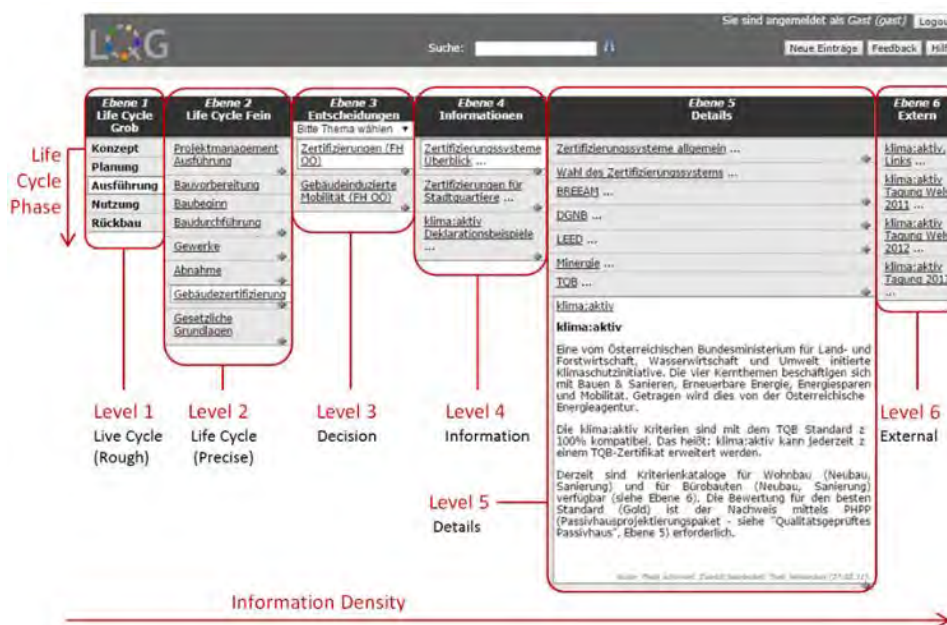 Sie sind angemeldet als Gast (gast) Logou
LQG
Suche:
Neue Einträge Feedback Hilf
Ebene 1
Life Cycle
Grob
Konzept
Planung
Ausführung
Nutzung
Rückbau
Ebene 2
Life Cycle Fein
Projektmanagement
Ausführung
Bauvorbereitung
Baubeginn
Baudurchführung
Gewerke
Abnahme
Gebäudezertifizierung
Gesetzliche
Grundlagen
Ebene 3
Entscheidungen
Bitte Thema wählen
Zertifizierungen (FH
OÖ)
Gebäudeinduzierte
Mobilität (FH OÖ)
Ebene 4
Informationen
Zertifizierungssysteme
Überblick ...
Zertifizierungen für
Stadtquartiere ...
klima:aktiv
Deklarationsbeispiele
...
Ebene 5
Details
Zertifizierungssysteme allgemein ...
Wahl des Zertifizierungssystems ...
BREEAM ...
DGNB ...
LEED ...
Minergie ...
TQB ...
klima:aktiv
klima:aktiv
Eine vom Österreichischen Bundesministerium für Land- und
Forstwirtschaft, Wasserwirtschaft und Umwelt initierte
Klimaschutzinitiative. Die vier Kernthemen beschäftigen sich
mit Bauen & Sanieren, Erneuerbare Energie, Energiesparen
und Mobilität. Getragen wird dies von der Österreichische
Energieagentur.
Die klima:aktiv Kriterien sind mit dem TQB Standard z
100% kompatibel. Das heißt: klima:aktiv kann jederzeit z
einem TQB-Zertifikat erweitert werden.
Derzeit sind Kriterienkataloge für Wohnbau (Neubau,
Sanierung) und für Bürobauten (Neubau, Sanierung)
verfügbar (siehe Ebene 6). Die Bewertung für den besten
Standard (Gold) ist der Nachweis mittels PHPP
(Passivhausprojektierungspaket - siehe "Qualitätsgeprüftes
Passivhaus", Ebene 5) erforderlich.
Ebene 6
Extern
klima:aktiv,
Links ...
klima:aktiv
Tagung Wels
2011 ...
klima:aktiv
Tagung Wels
2012 ...
klima:aktiv
Tagung 2013
...
Life
Cycle
Phase
Level 1
Live Cycle
(Rough)
Level 2
Life Cycle
(Precise)
Level 3
Decision
Level 4
Information
Level 5
Details
Level 6
External
Information Density